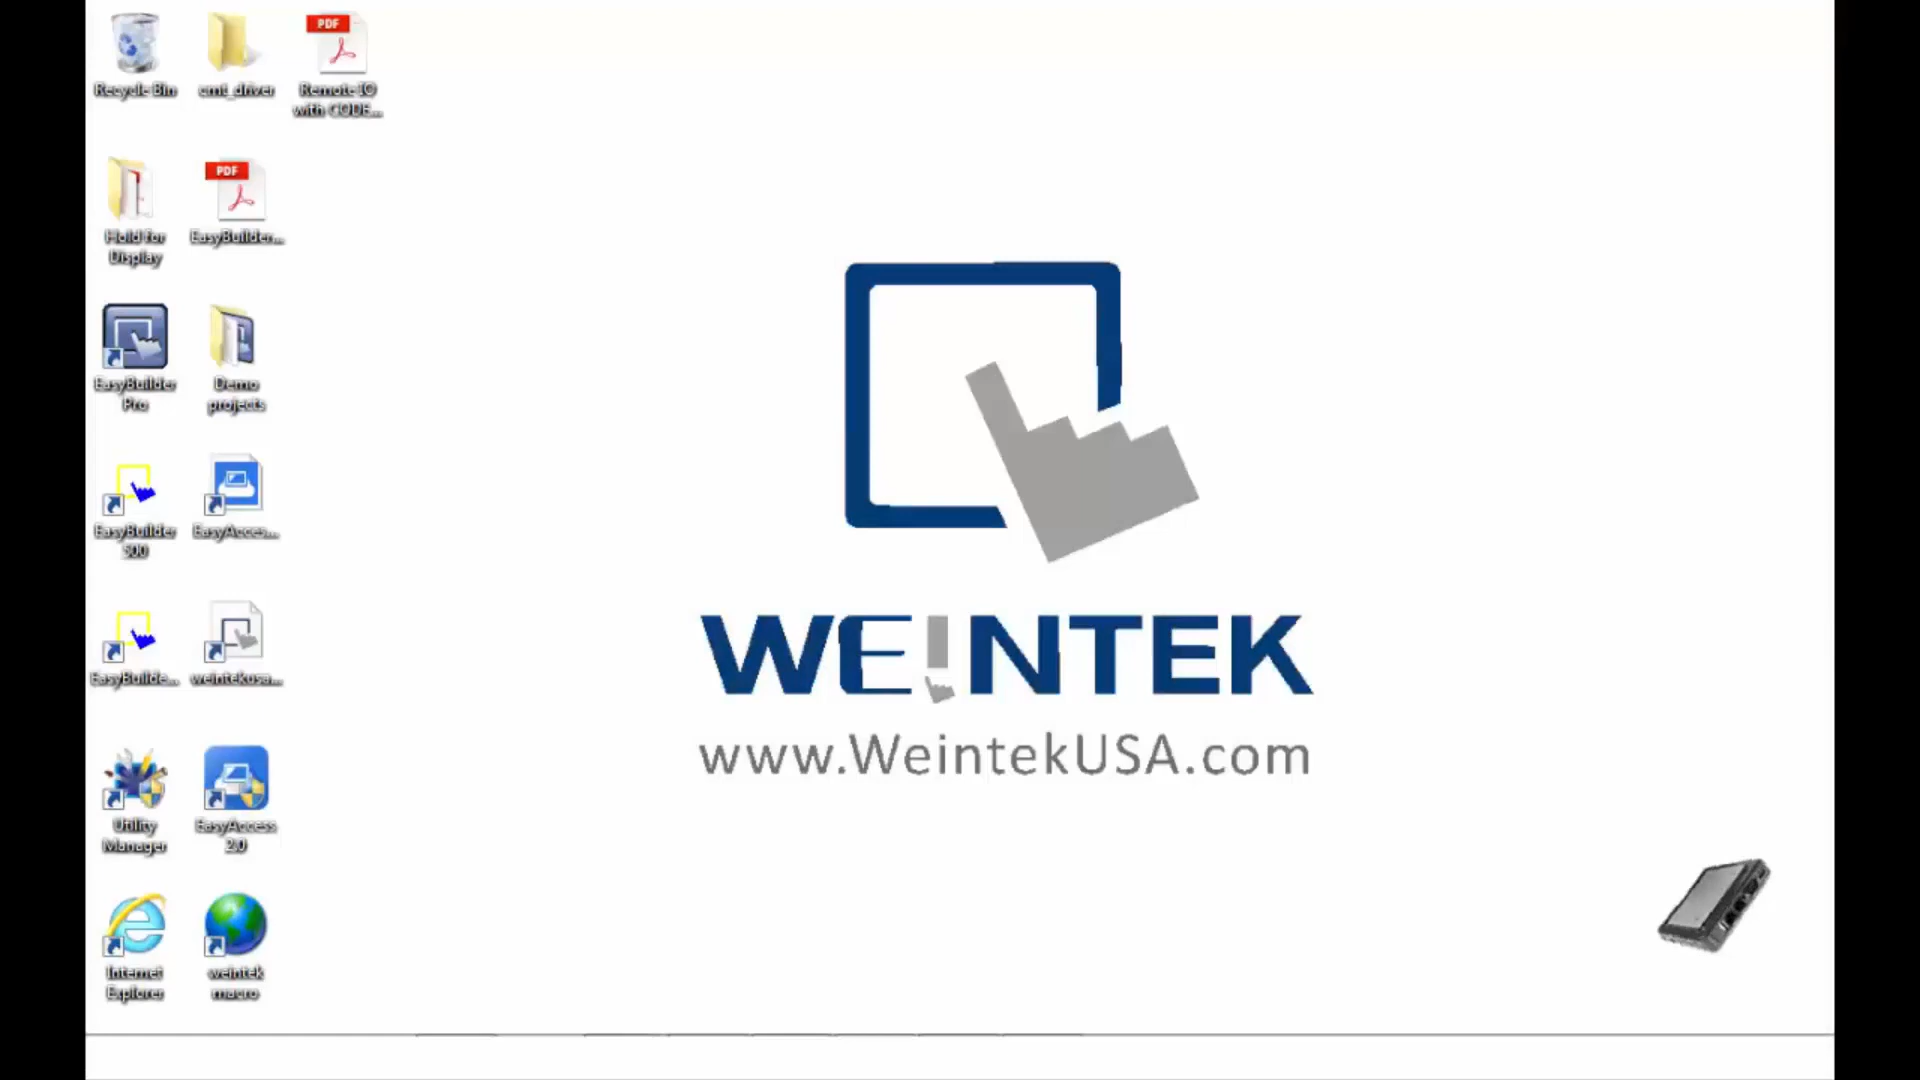 Recycle Bin
cmt_driver
Remote IO
with CODE...
PDF
Hold for
Display
EasyBuilder...
PDF
EasyBuilder
Pro
Demo
projects
EasyBuilder
500
EasyAcces...
EasyBuilde...
weintekusa...
Utility
Manager
EasyAccess
2.0
Internet
Explorer
weintek
macro
WEINTEK
www.WeintekUSA.com